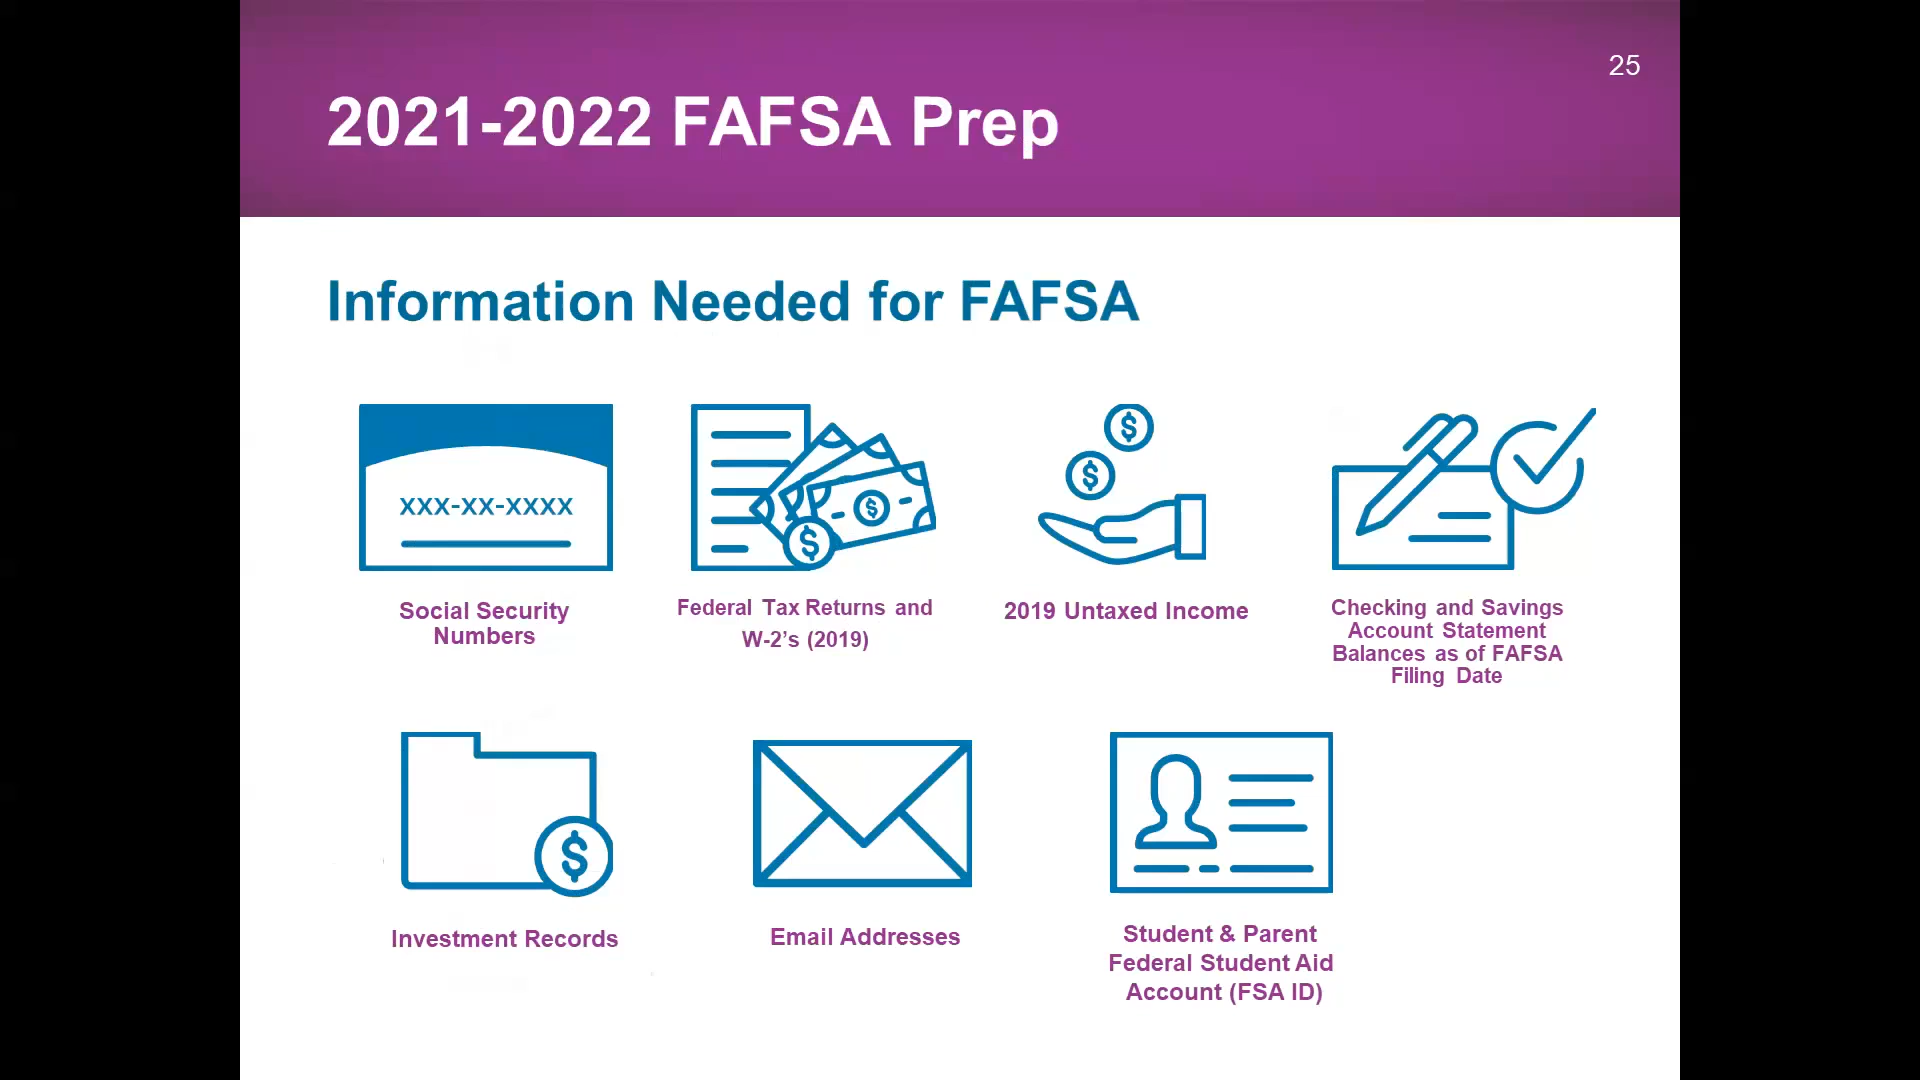 25
2021-2022 FAFSA Prep
Information Needed for FAFSA
xxx-xx-xxxx
Social Security
Numbers
Federal Tax Returns and
W-2’s (2019)
2019 Untaxed Income
Checking and Savings
Account Statement
Balances as of FAFSA
Filing Date
Investment Records
Email Addresses
Student & Parent
Federal Student Aid
Account (FSA ID)